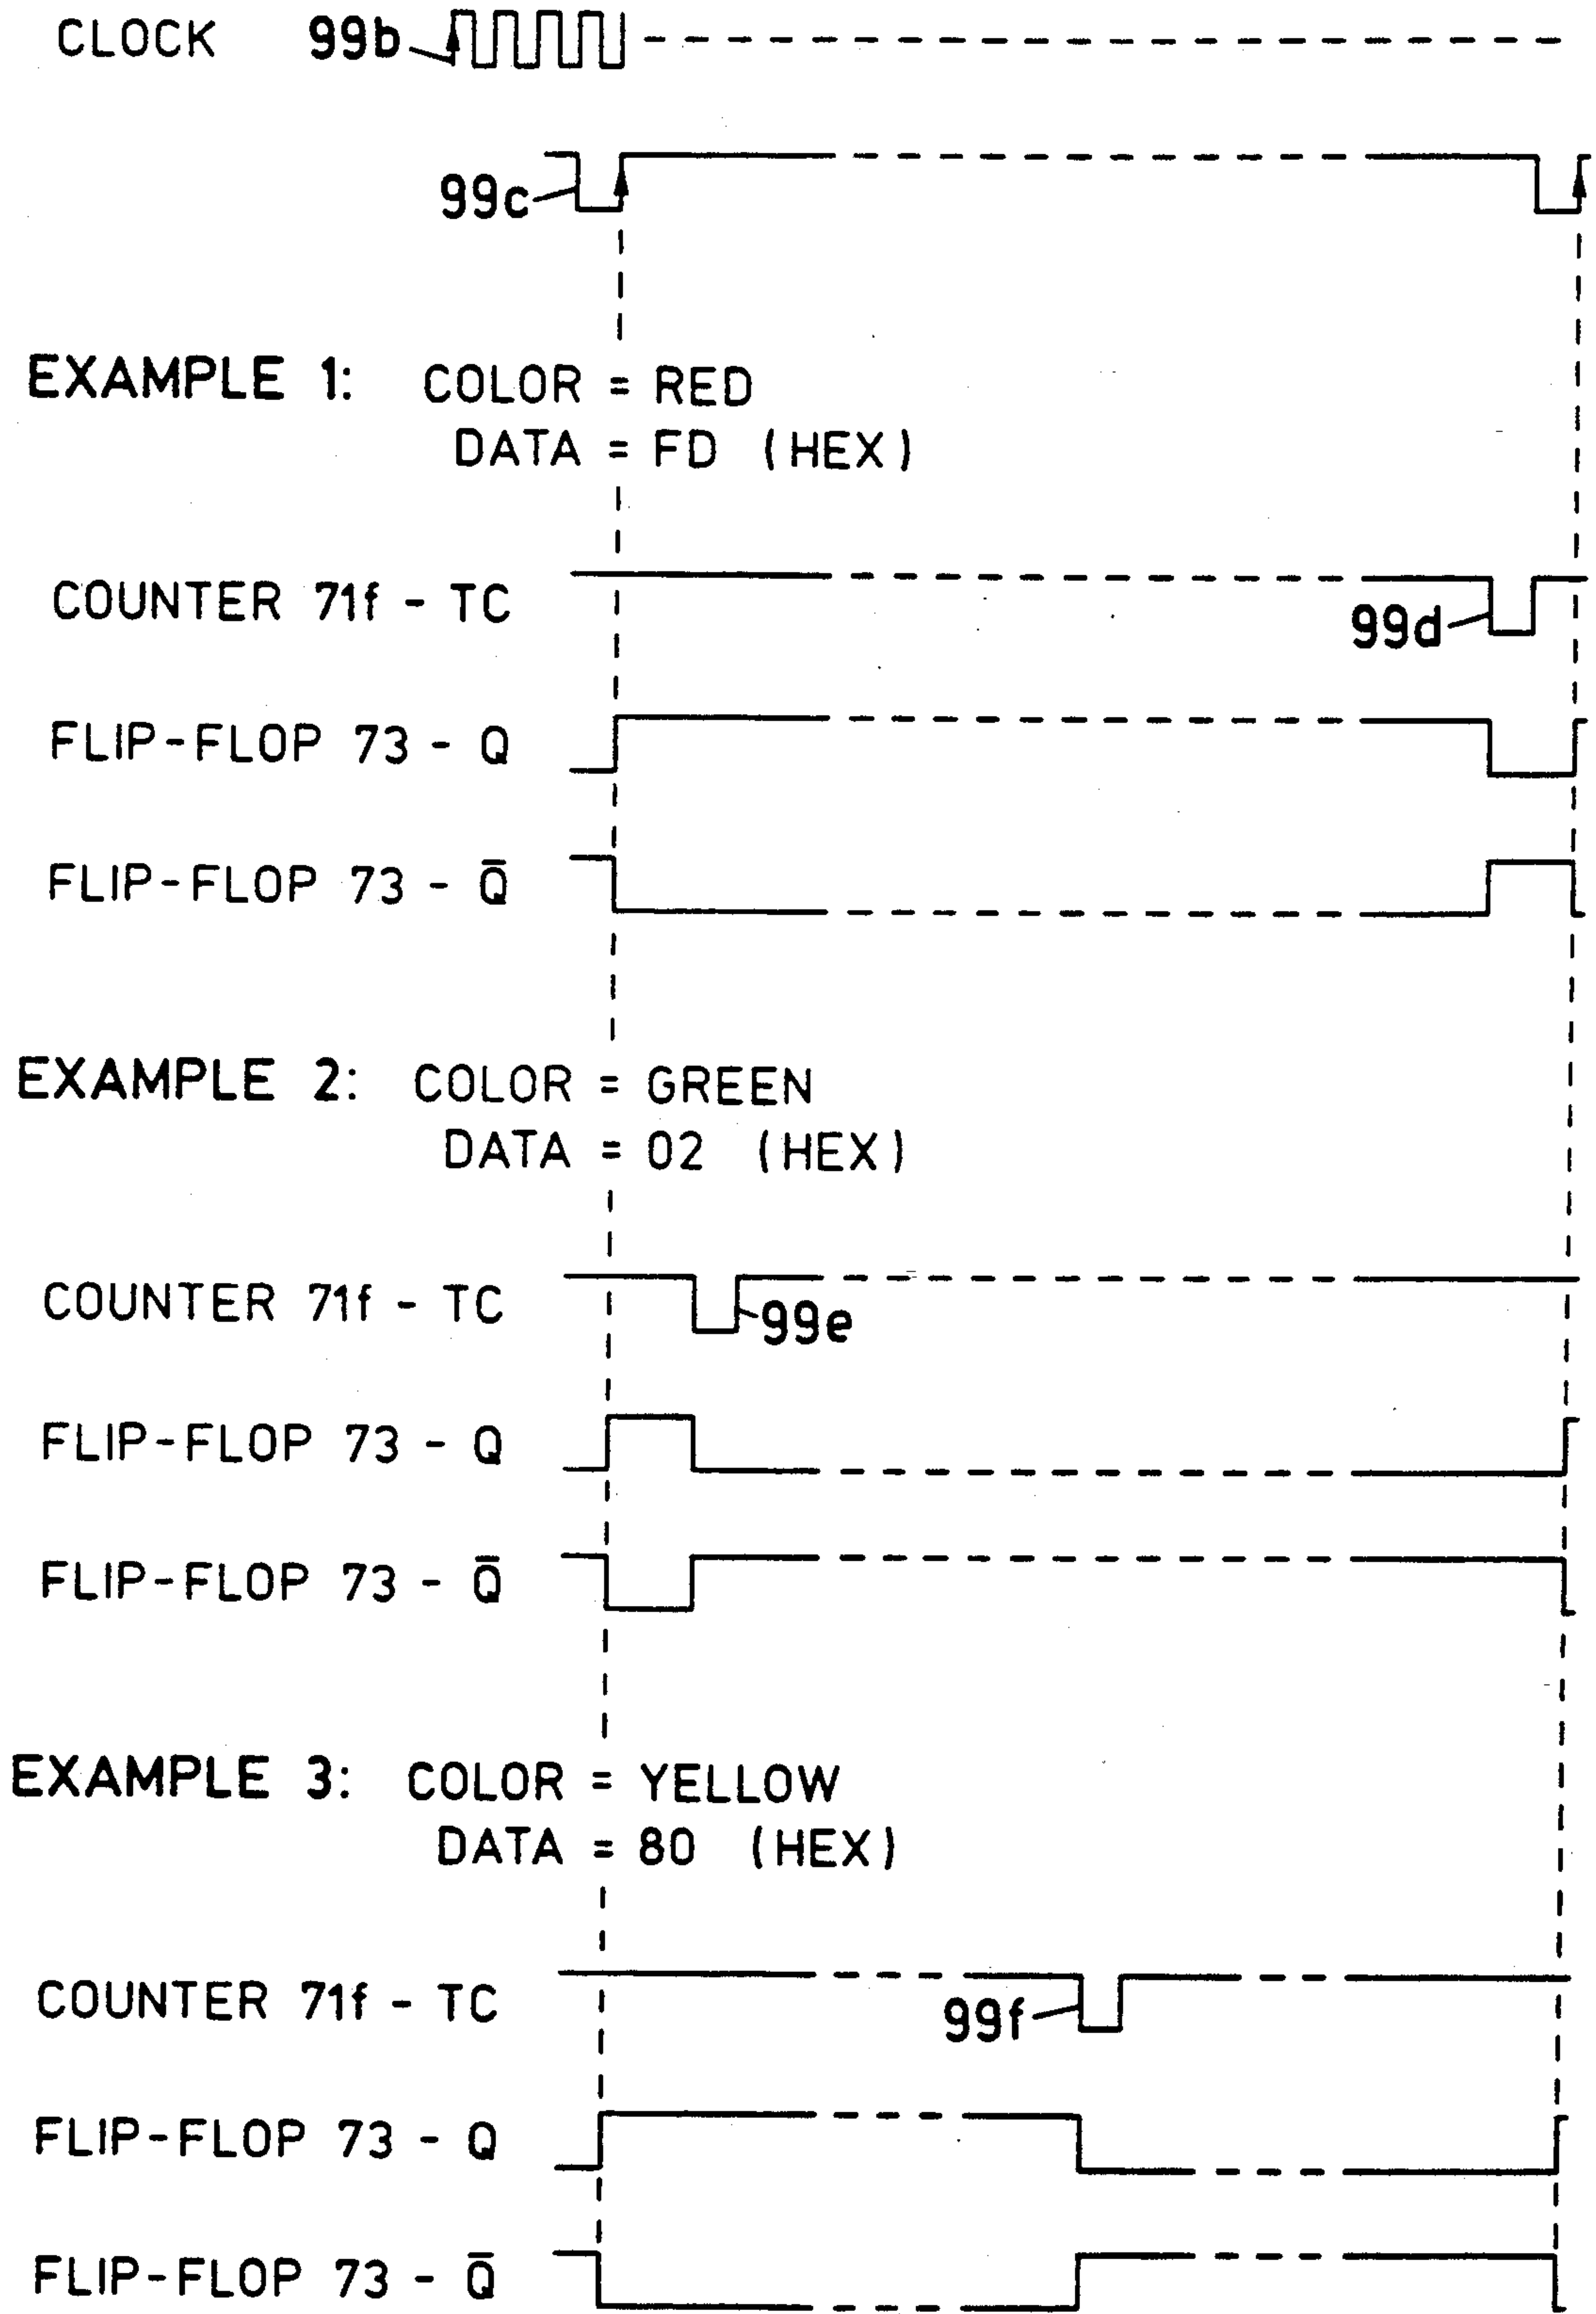 CLOCK 99b
99c
EXAMPLE 1: COLOR = RED
DATA = FD (HEX)
COUNTER 71f - TC
99d
FLIP-FLOP 73 - Q
FLIP-FLOP 73 - Q̄
EXAMPLE 2: COLOR = GREEN
DATA = 02 (HEX)
COUNTER 71f - TC
99e
FLIP-FLOP 73 - Q
FLIP-FLOP 73 - Q̄
EXAMPLE 3: COLOR = YELLOW
DATA = 80 (HEX)
COUNTER 71f - TC
99f
FLIP-FLOP 73 - Q
FLIP-FLOP 73 - Q̄